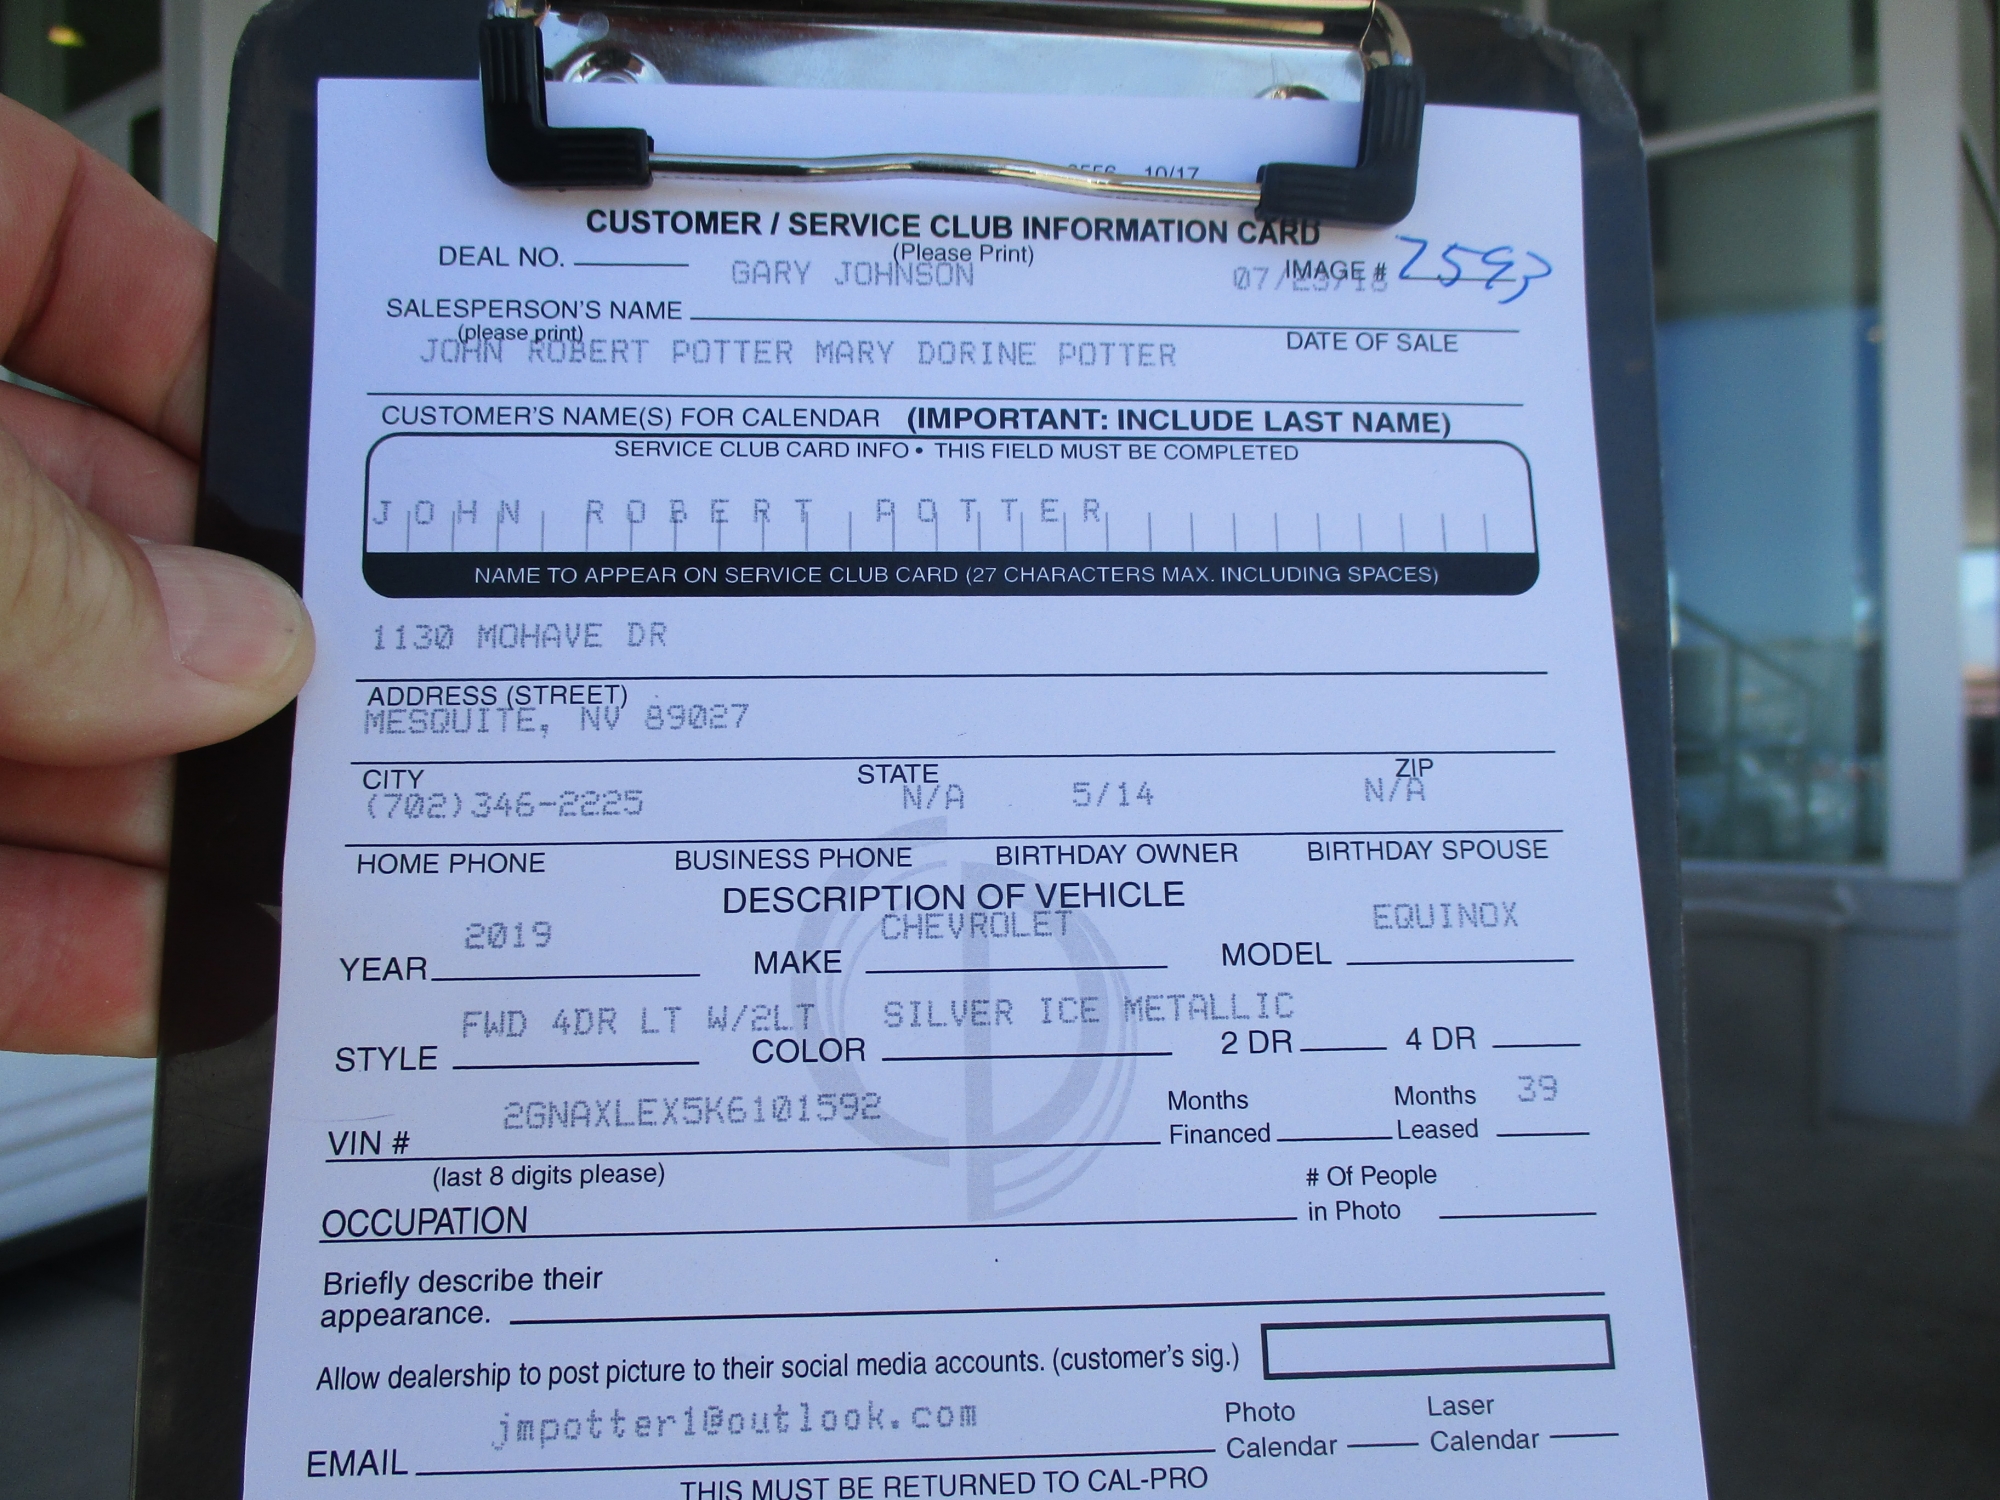 10/17
CUSTOMER / SERVICE CLUB INFORMATION CARD
(Please Print)
DEAL NO.
GARY JOHNSON
07/23/18
IMAGE # 2593
SALESPERSON'S NAME
(please print)
DATE OF SALE
JOHN ROBERT POTTER MARY DORINE POTTER
CUSTOMER'S NAME(S) FOR CALENDAR (IMPORTANT: INCLUDE LAST NAME)
SERVICE CLUB CARD INFO • THIS FIELD MUST BE COMPLETED
JOHN ROBERT POTTER
NAME TO APPEAR ON SERVICE CLUB CARD (27 CHARACTERS MAX. INCLUDING SPACES)
1130 MOHAVE DR
ADDRESS (STREET)
MESQUITE, NV 89027
CITY STATE ZIP
(702)346-2225 N/A 5/14 N/A
HOME PHONE BUSINESS PHONE BIRTHDAY OWNER BIRTHDAY SPOUSE
DESCRIPTION OF VEHICLE
YEAR 2019 MAKE CHEVROLET MODEL EQUINOX
STYLE FWD 4DR LT W/2LT COLOR SILVER ICE METALLIC 2 DR 4 DR
VIN # 2GNAXLEX5K6101592 Months Financed Months Leased 39
(last 8 digits please)
OCCUPATION # Of People in Photo
Briefly describe their
appearance.
Allow dealership to post picture to their social media accounts. (customer's sig.)
EMAIL jmpotter1@outlook.com Photo Calendar Laser Calendar
THIS MUST BE RETURNED TO CAL-PRO